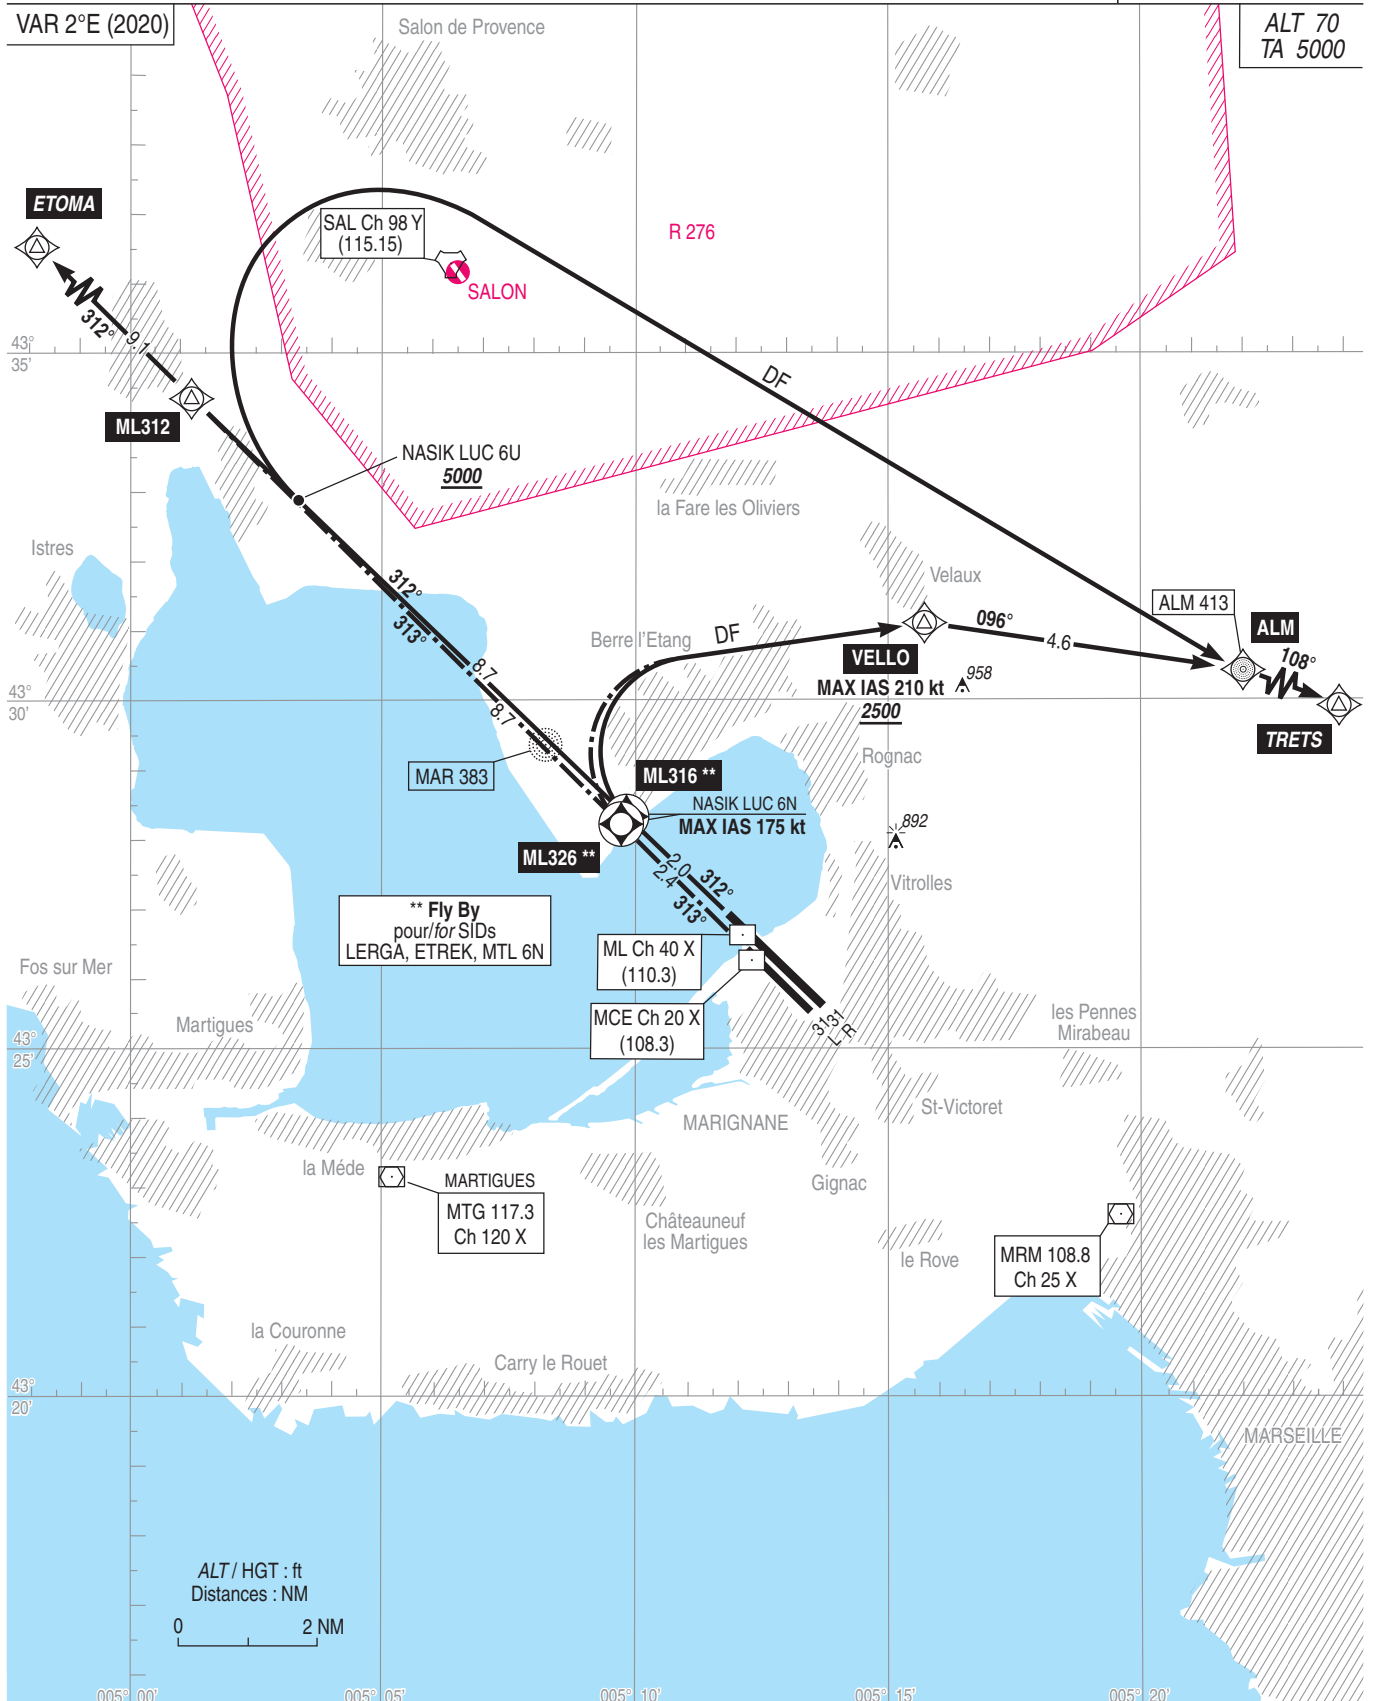 VAR 2°E (2020)
ALT 70
TA 5000
Salon de Provence
ETOMA
SAL Ch 98 Y
(115.15)
R 276
SALON
312°
9.1
43°
35'
DF
ML312
NASIK LUC 6U
5000
la Fare les Oliviers
Istres
Velaux
312°
313°
ALM 413
ALM
Berre l'Etang
DF
096°
4.6
108°
VELLO
MAX IAS 210 kt
2500
958
8.7
8.7
43°
30'
TRETS
Rognac
MAR 383
ML316 **
NASIK LUC 6N
MAX IAS 175 kt
892
ML326 **
2.0
2.4
312°
313°
Vitrolles
** Fly By
pour/for SIDs
LERGA, ETREK, MTL 6N
ML Ch 40 X
(110.3)
Fos sur Mer
MCE Ch 20 X
(108.3)
Martigues
31 31
L R
les Pennes
Mirabeau
43°
25'
St-Victoret
MARIGNANE
la Méde
MARTIGUES
MTG 117.3
Ch 120 X
Gignac
Châteauneuf
les Martigues
le Rove
MRM 108.8
Ch 25 X
la Couronne
Carry le Rouet
43°
20'
MARSEILLE
ALT / HGT : ft
Distances : NM
0 2 NM
005° 00'
005° 05'
005° 10'
005° 15'
005° 20'